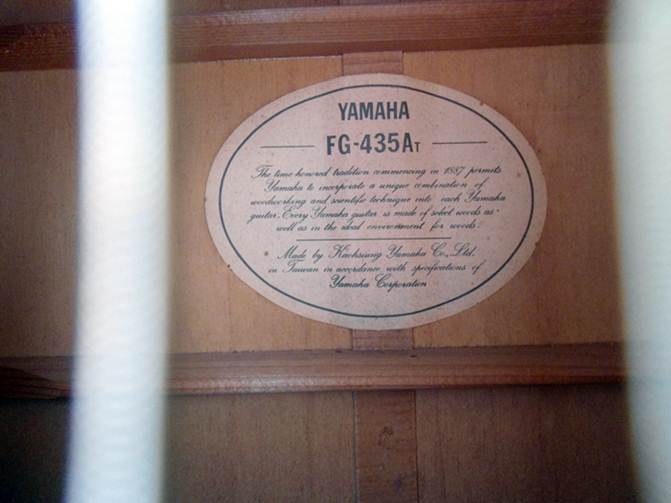 YAMAHA
FG-435AT
The time honored tradition commencing in 1887 permits
Yamaha to incorporate a unique combination of
woodworking and scientific technique into each Yamaha
guitar. Every Yamaha guitar is made of select woods as
well as in the ideal environment for woods.
Made by Kaohsiung Yamaha Co., Ltd.
in Taiwan in accordance with specifications of
Yamaha Corporation